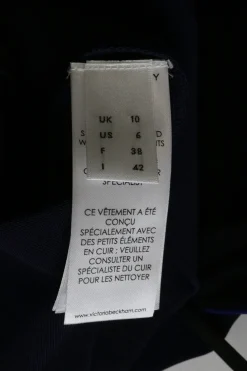 Y
UK 10
US 6
F 38
I 42
SPECIALIST
CE VÊTEMENT A ÉTÉ
CONÇU
SPÉCIALEMENT AVEC
DES PETITS ÉLÉMENTS
EN CUIR ; VEUILLEZ
CONSULTER UN
SPÉCIALISTE DU CUIR
POUR LES NETTOYER
www.victoriabeckham.com